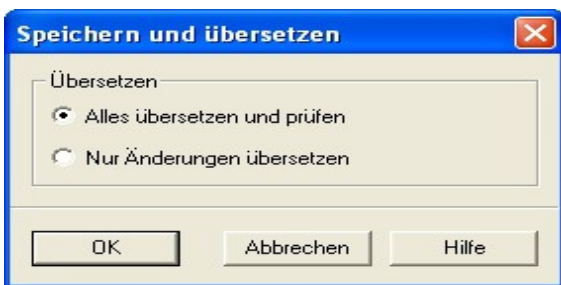 Speichern und übersetzen
Übersetzen
Alles übersetzen und prüfen
Nur Änderungen übersetzen
OK Abbrechen Hilfe